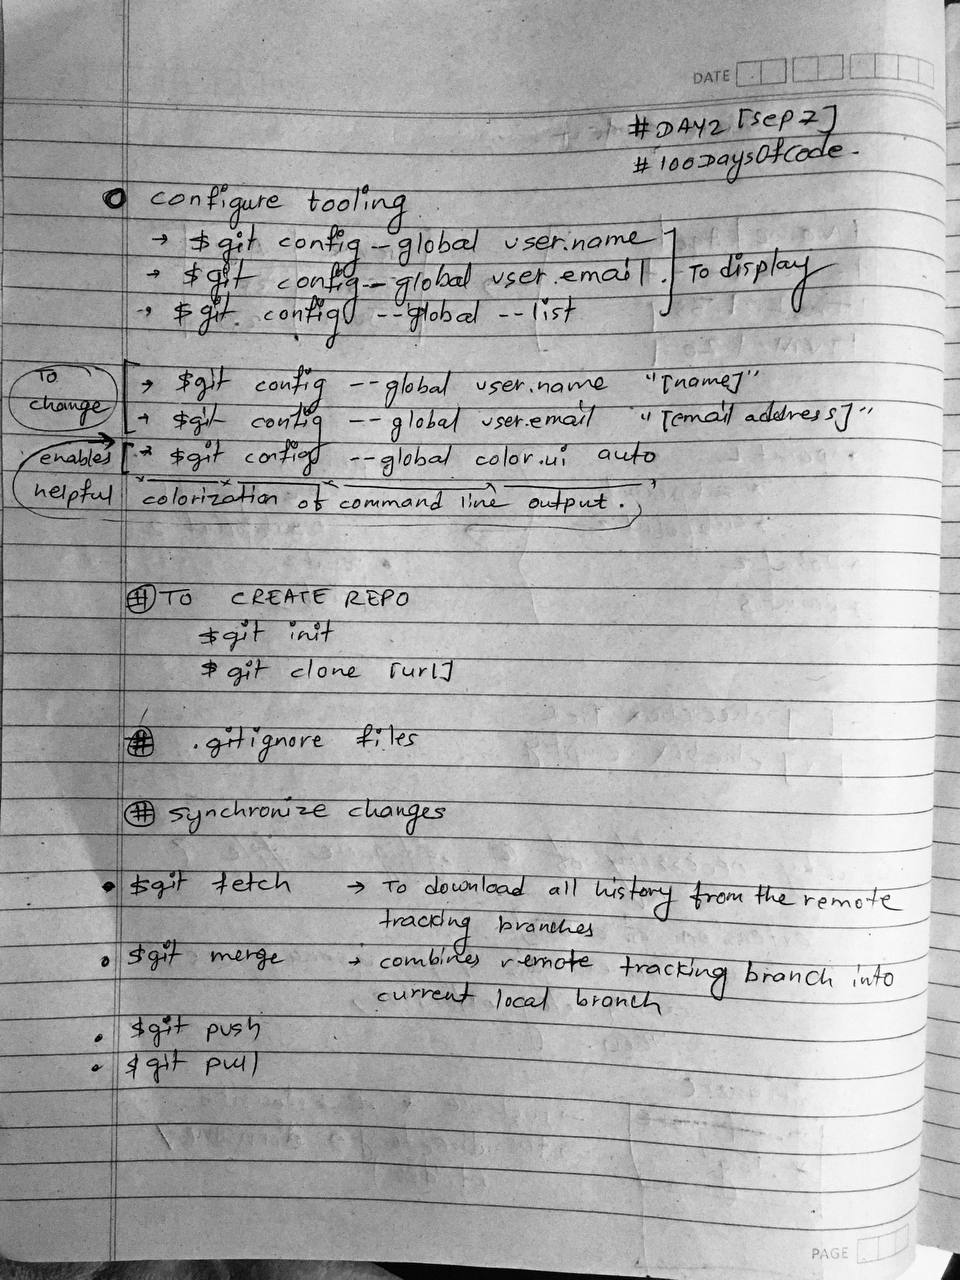 DATE
#DAY2 [Sep 7]
#100DaysOfCode.
configure tooling
→ $git config --global user.name
→ $git config --global user.email. To display
→ $git config --global --list
To change
→ $git config --global user.name "[name]"
→ $git config --global user.email "[email address]"
→ $git config --global color.ui auto
enables helpful
colorization of command line output.
# TO CREATE REPO
$git init
$git clone [url]
# .gitignore files
# synchronize changes
• $git fetch → To download all history from the remote
tracking branches
• $git merge → combines remote tracking branch into
current local branch
• $git push
• $git pull
PAGE